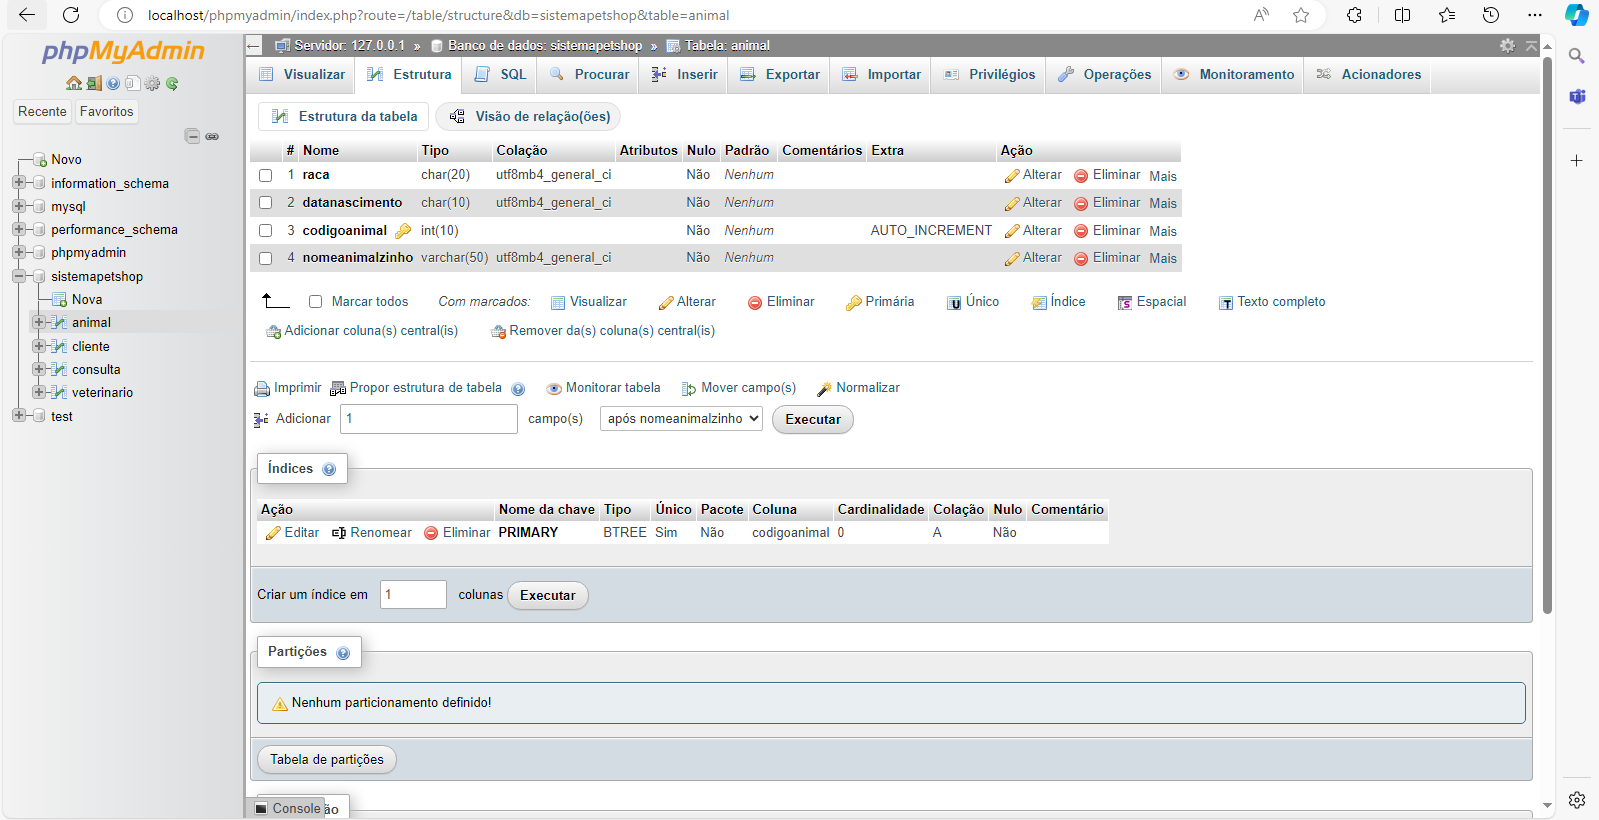 localhost/phpmyadmin/index.php?route=/table/structure&db=sistemapetshop&table=animal
phpMyAdmin
Recente Favoritos
Novo
information_schema
mysql
performance_schema
phpmyadmin
sistemapetshop
Nova
animal
cliente
consulta
veterinario
test
Servidor: 127.0.0.1 » Banco de dados: sistemapetshop » Tabela: animal
Visualizar Estrutura SQL Procurar Inserir Exportar Importar Privilégios Operações Monitoramento Acionadores
Estrutura da tabela Visão de relação(ões)
# Nome Tipo Colação Atributos Nulo Padrão Comentários Extra Ação
1 raca char(20) utf8mb4_general_ci Não Nenhum Alterar Eliminar Mais
2 datanascimento char(10) utf8mb4_general_ci Não Nenhum Alterar Eliminar Mais
3 codigoanimal int(10) Não Nenhum AUTO_INCREMENT Alterar Eliminar Mais
4 nomeanimalzinho varchar(50) utf8mb4_general_ci Não Nenhum Alterar Eliminar Mais
Marcar todos Com marcados: Visualizar Alterar Eliminar Primária Único Índice Espacial Texto completo
Adicionar coluna(s) central(is) Remover da(s) coluna(s) central(is)
Imprimir Propor estrutura de tabela Monitorar tabela Mover campo(s) Normalizar
Adicionar 1 campo(s) após nomeanimalzinho Executar
Índices
Ação Nome da chave Tipo Único Pacote Coluna Cardinalidade Colação Nulo Comentário
Editar Renomear Eliminar PRIMARY BTREE Sim Não codigoanimal 0 A Não
Criar um índice em 1 colunas Executar
Partições
Nenhum particionamento definido!
Tabela de partições
Console ão